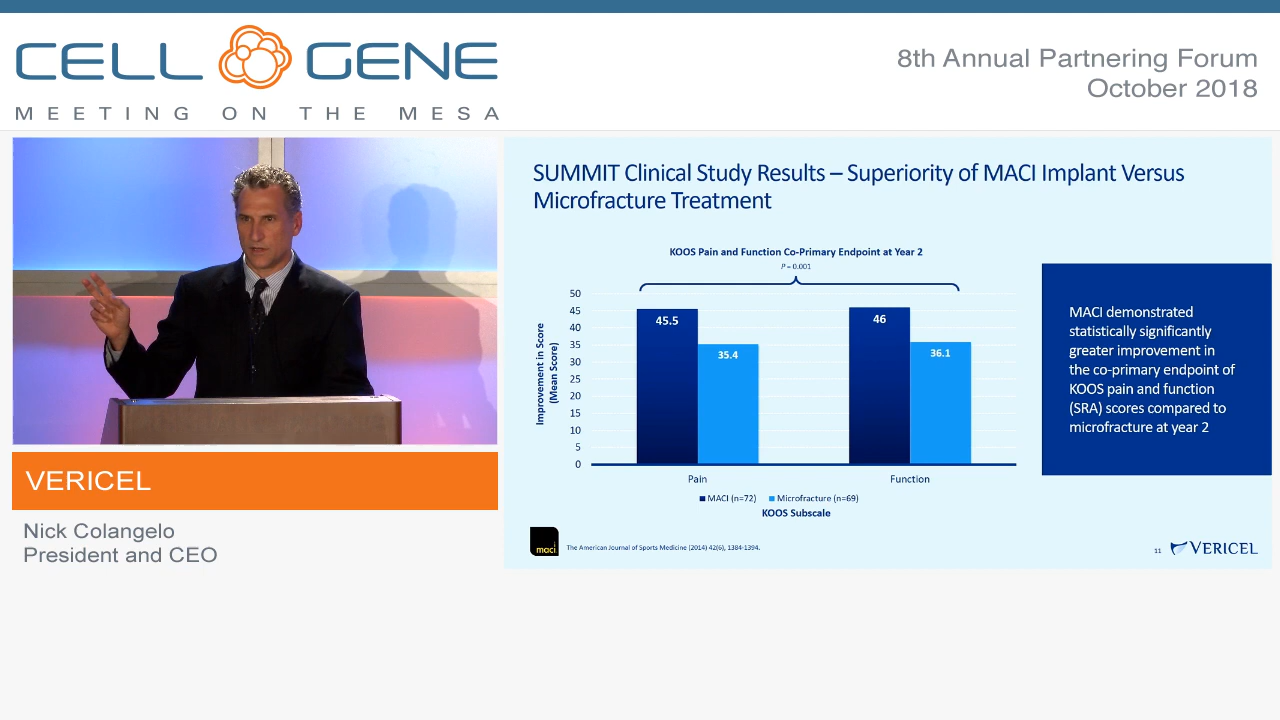 CELL GENE
MEETING ON THE MESA
8th Annual Partnering Forum
October 2018
VERICEL
Nick Colangelo
President and CEO
SUMMIT Clinical Study Results – Superiority of MACI Implant Versus
Microfracture Treatment
KOOS Pain and Function Co-Primary Endpoint at Year 2
P = 0.001
Improvement in Score
(Mean Score)
50
45
40
35
30
25
20
15
10
5
0
45.5
35.4
46
36.1
Pain
Function
MACI (n=72)
Microfracture (n=69)
KOOS Subscale
MACI demonstrated
statistically significantly
greater improvement in
the co-primary endpoint of
KOOS pain and function
(SRA) scores compared to
microfracture at year 2
maci
The American Journal of Sports Medicine (2014) 42(6), 1384-1394.
11
VERICEL